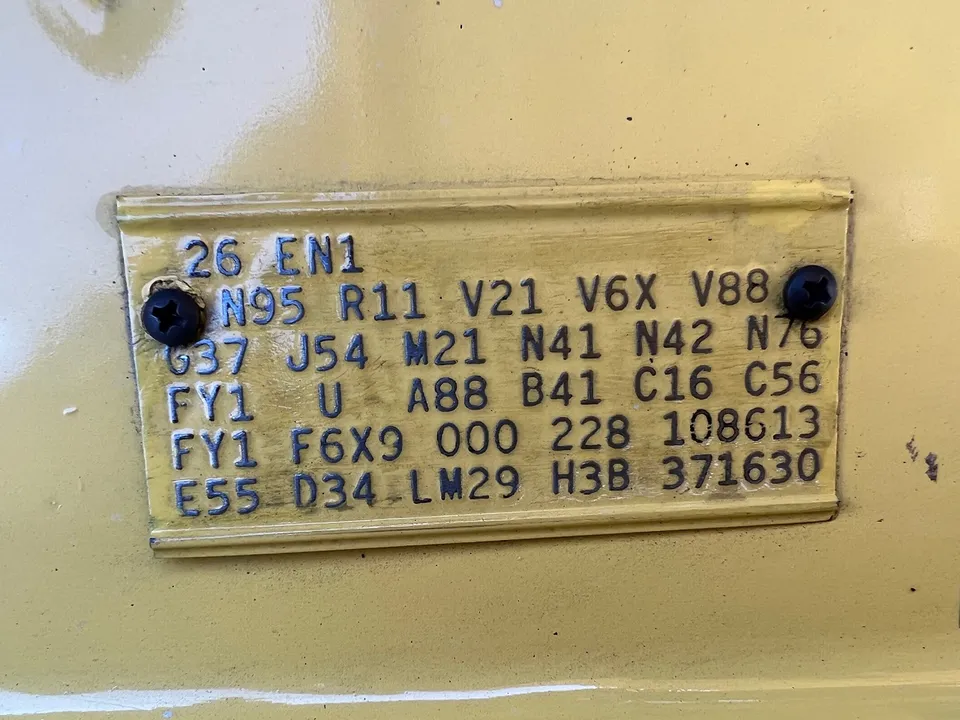 26 EN1
N95 R11 V21 V6X V88
G37 J54 M21 N41 N42 N76
FY1 U A88 B41 C16 C56
FY1 F6X9 000 228 108613
E55 D34 LM29 H3B 371630